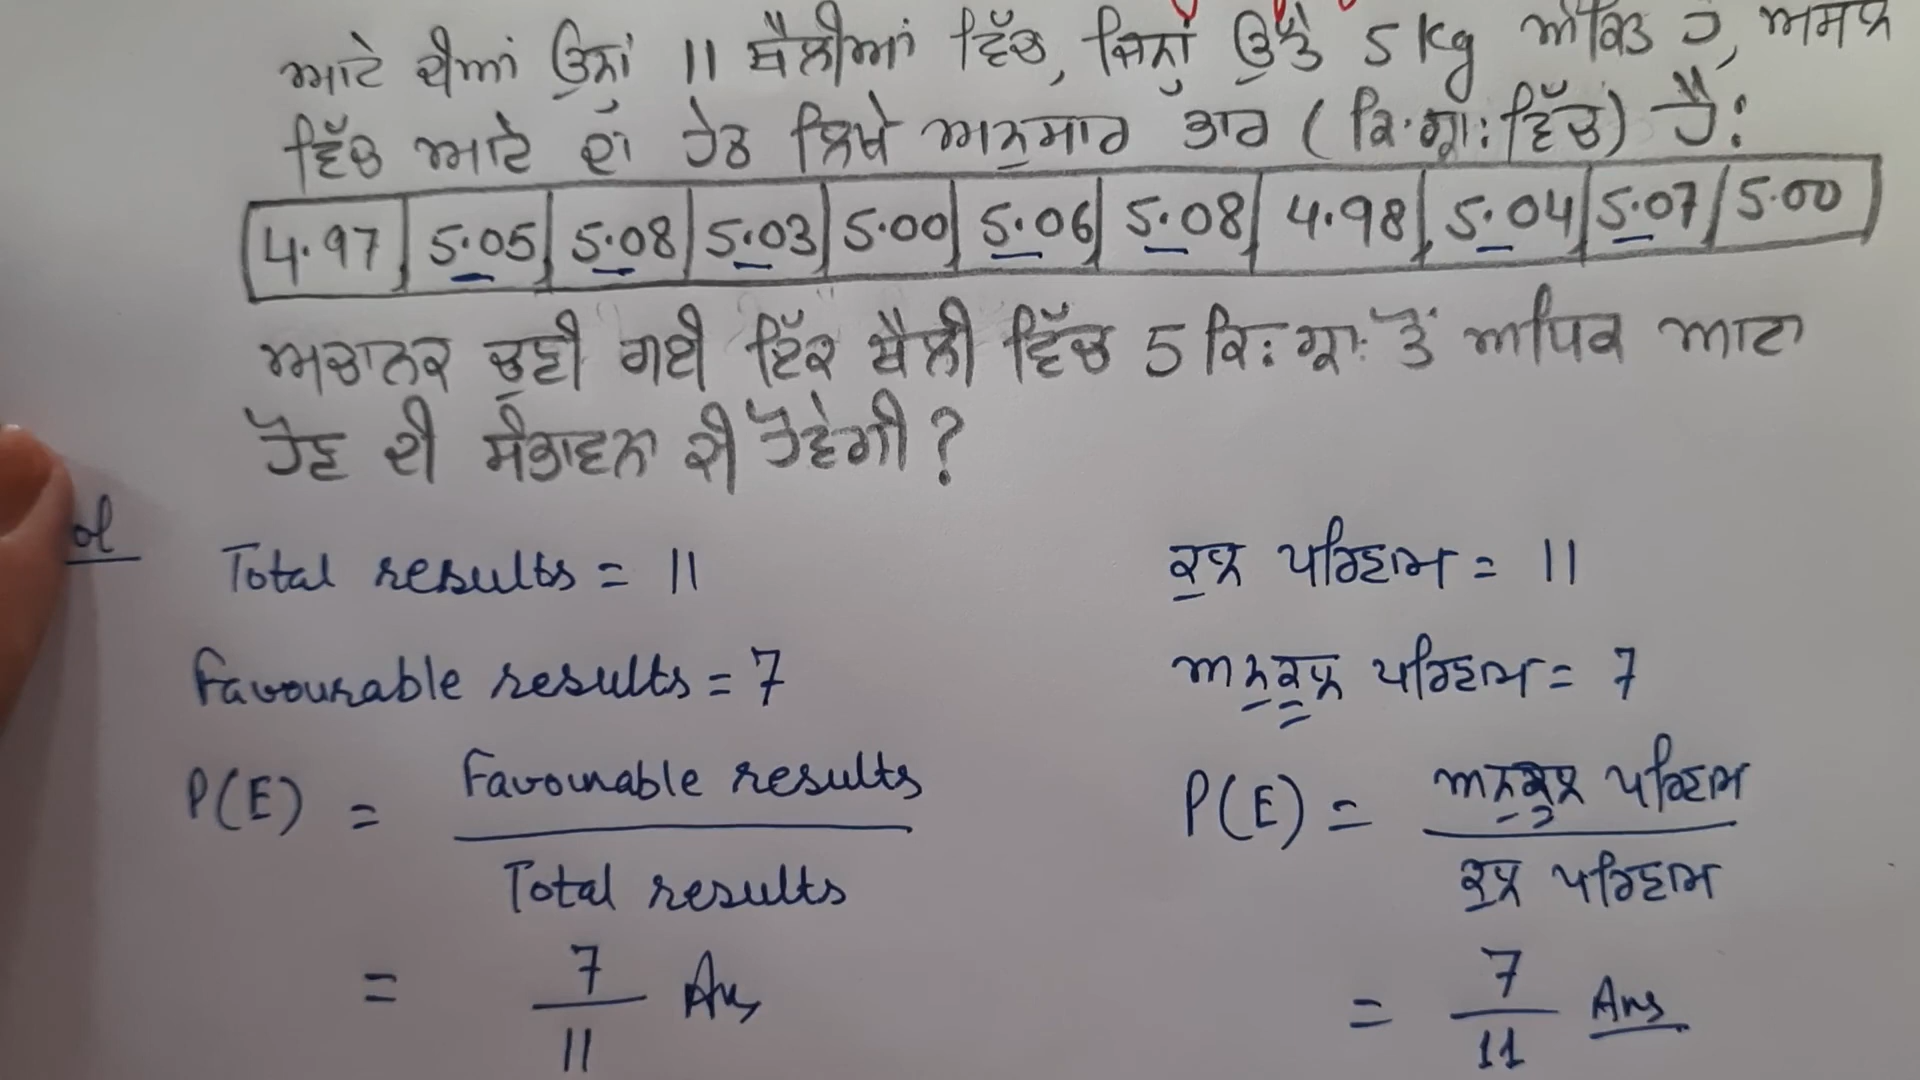 ਆਟੇ ਦੀਆਂ ਉਨ੍ਹਾਂ 11 ਥੈਲੀਆਂ ਵਿੱਚ, ਜਿਨ੍ਹਾਂ ਉੱਤੇ 5 kg ਅੰਕਿਤ ਹੈ, ਅਸਲ
ਵਿੱਚ ਆਟੇ ਦਾ ਹੇਠ ਲਿਖੇ ਅਨੁਸਾਰ ਭਾਰ ( ਕਿ.ਗ੍ਰਾ: ਵਿੱਚ) ਹੈ:
4.97 5.05 5.08 5.03 5.00 5.06 5.08 4.98 5.04 5.07 5.00
ਅਚਾਨਕ ਚੁਣੀ ਗਈ ਇੱਕ ਥੈਲੀ ਵਿੱਚ 5 ਕਿ: ਗ੍ਰਾ: ਤੋਂ ਅਧਿਕ ਆਟਾ
ਹੋਣ ਦੀ ਸੰਭਾਵਨਾ ਕੀ ਹੋਵੇਗੀ ?
Total results = 11
ਕੁਲ ਪਰਿਣਾਮ = 11
Favourable results = 7
ਅਨੁਕੂਲ ਪਰਿਣਾਮ = 7
P(E) = Favourable results
Total results
P(E) = ਅਨੁਕੂਲ ਪਰਿਣਾਮ
ਕੁਲ ਪਰਿਣਾਮ
= 7
11 Ans
= 7
11 Ans